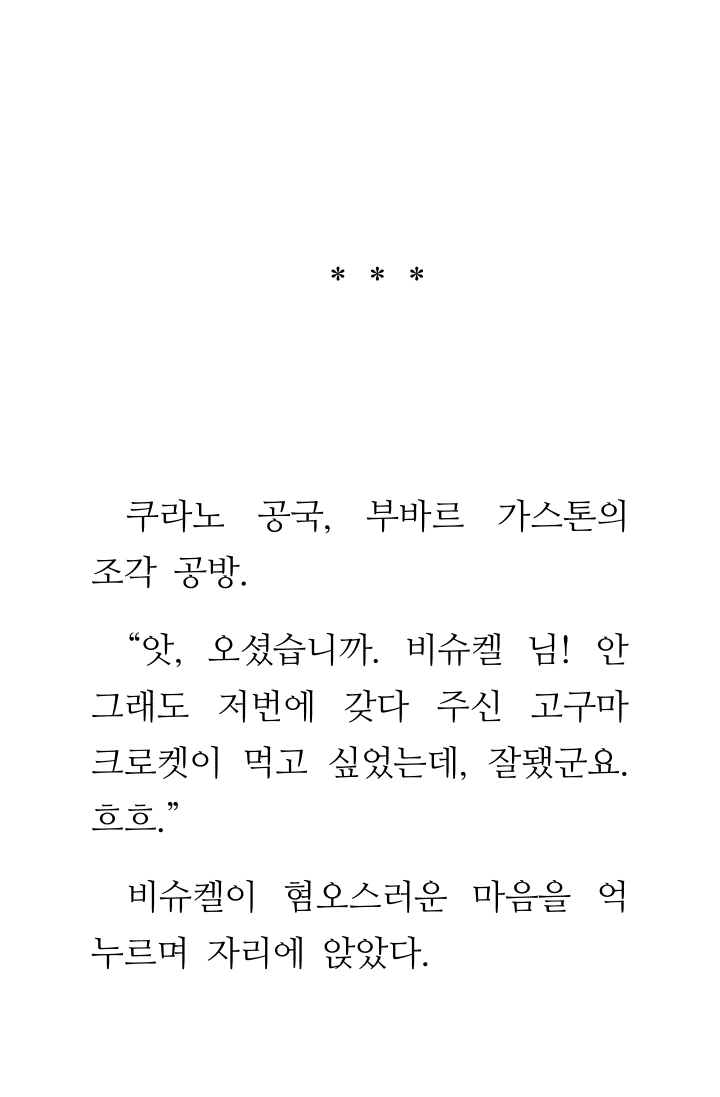 * * *
쿠라노 공국, 부바르 가스톤의
조각 공방.
“앗, 오셨습니까. 비슈켈 님! 안
그래도 저번에 갖다 주신 고구마
크로켓이 먹고 싶었는데, 잘됐군요.
흐흐.”
비슈켈이 혐오스러운 마음을 억
누르며 자리에 앉았다.